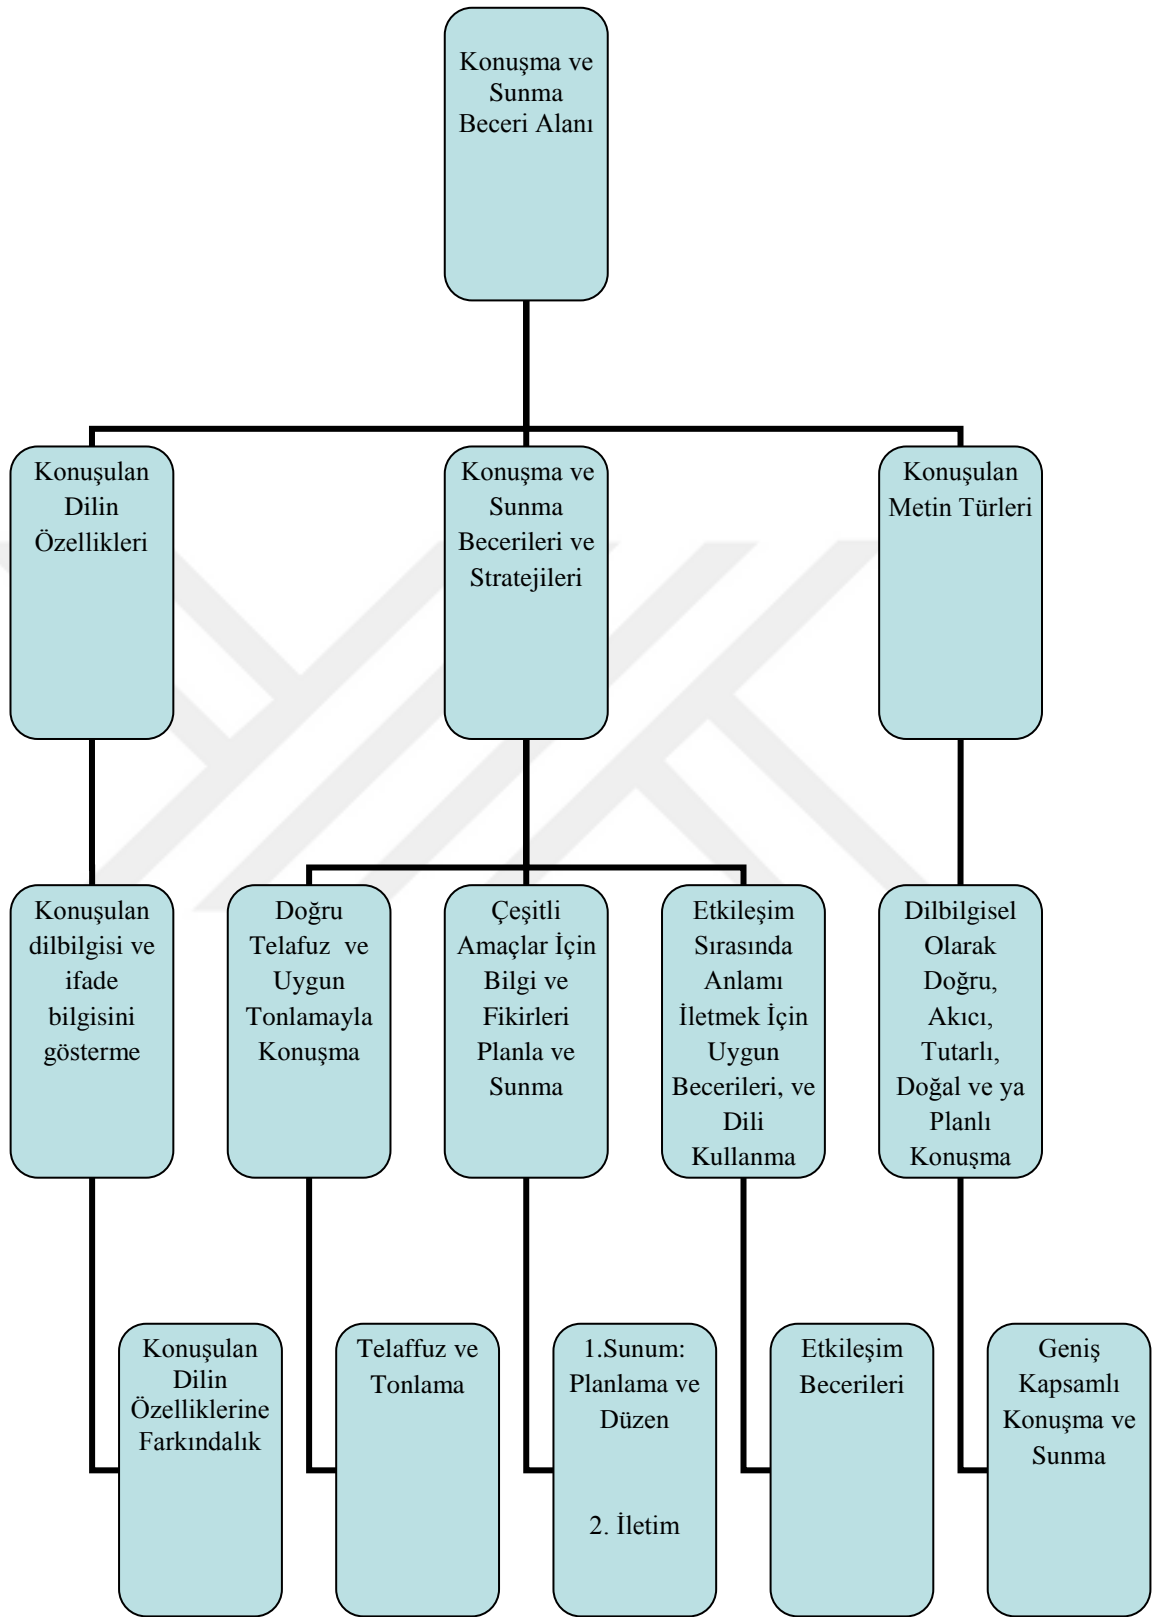 Konuşma ve
Sunma
Beceri Alanı
Konuşulan
Dilin
Özellikleri
Konuşma ve
Sunma
Becerileri ve
Stratejileri
Konuşulan
Metin Türleri
Konuşulan
dilbilgisi ve
ifade
bilgisini
gösterme
Doğru
Telafuz ve
Uygun
Tonlamayla
Konuşma
Çeşitli
Amaçlar İçin
Bilgi ve
Fikirleri
Planla ve
Sunma
Etkileşim
Sırasında
Anlamı
İletmek İçin
Uygun
Becerileri, ve
Dili
Kullanma
Dilbilgisel
Olarak
Doğru,
Akıcı,
Tutarlı,
Doğal ve ya
Planlı
Konuşma
Konuşulan
Dilin
Özelliklerine
Farkındalık
Telaffuz ve
Tonlama
1.Sunum:
Planlama ve
Düzen
2. İletim
Etkileşim
Becerileri
Geniş
Kapsamlı
Konuşma ve
Sunma